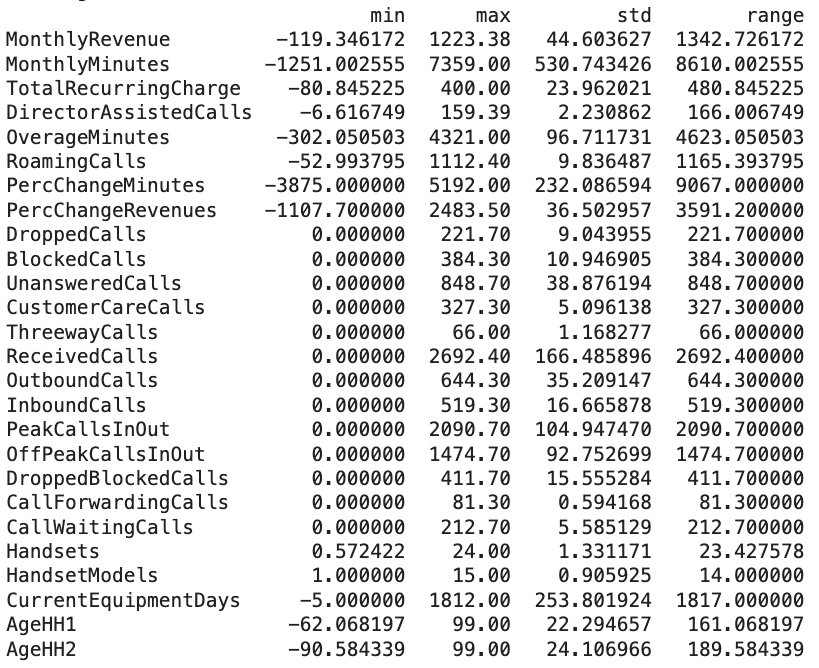 min max std range
MonthlyRevenue -119.346172 1223.38 44.603627 1342.726172
MonthlyMinutes -1251.002555 7359.00 530.743426 8610.002555
TotalRecurringCharge -80.845225 400.00 23.962021 480.845225
DirectorAssistedCalls -6.616749 159.39 2.230862 166.006749
OverageMinutes -302.050503 4321.00 96.711731 4623.050503
RoamingCalls -52.993795 1112.40 9.836487 1165.393795
PercChangeMinutes -3875.000000 5192.00 232.086594 9067.000000
PercChangeRevenues -1107.700000 2483.50 36.502957 3591.200000
DroppedCalls 0.000000 221.70 9.043955 221.700000
BlockedCalls 0.000000 384.30 10.946905 384.300000
UnansweredCalls 0.000000 848.70 38.876194 848.700000
CustomerCareCalls 0.000000 327.30 5.096138 327.300000
ThreewayCalls 0.000000 66.00 1.168277 66.000000
ReceivedCalls 0.000000 2692.40 166.485896 2692.400000
OutboundCalls 0.000000 644.30 35.209147 644.300000
InboundCalls 0.000000 519.30 16.665878 519.300000
PeakCallsInOut 0.000000 2090.70 104.947470 2090.700000
OffPeakCallsInOut 0.000000 1474.70 92.752699 1474.700000
DroppedBlockedCalls 0.000000 411.70 15.555284 411.700000
CallForwardingCalls 0.000000 81.30 0.594168 81.300000
CallWaitingCalls 0.000000 212.70 5.585129 212.700000
Handsets 0.572422 24.00 1.331171 23.427578
HandsetModels 1.000000 15.00 0.905925 14.000000
CurrentEquipmentDays -5.000000 1812.00 253.801924 1817.000000
AgeHH1 -62.068197 99.00 22.294657 161.068197
AgeHH2 -90.584339 99.00 24.106966 189.584339